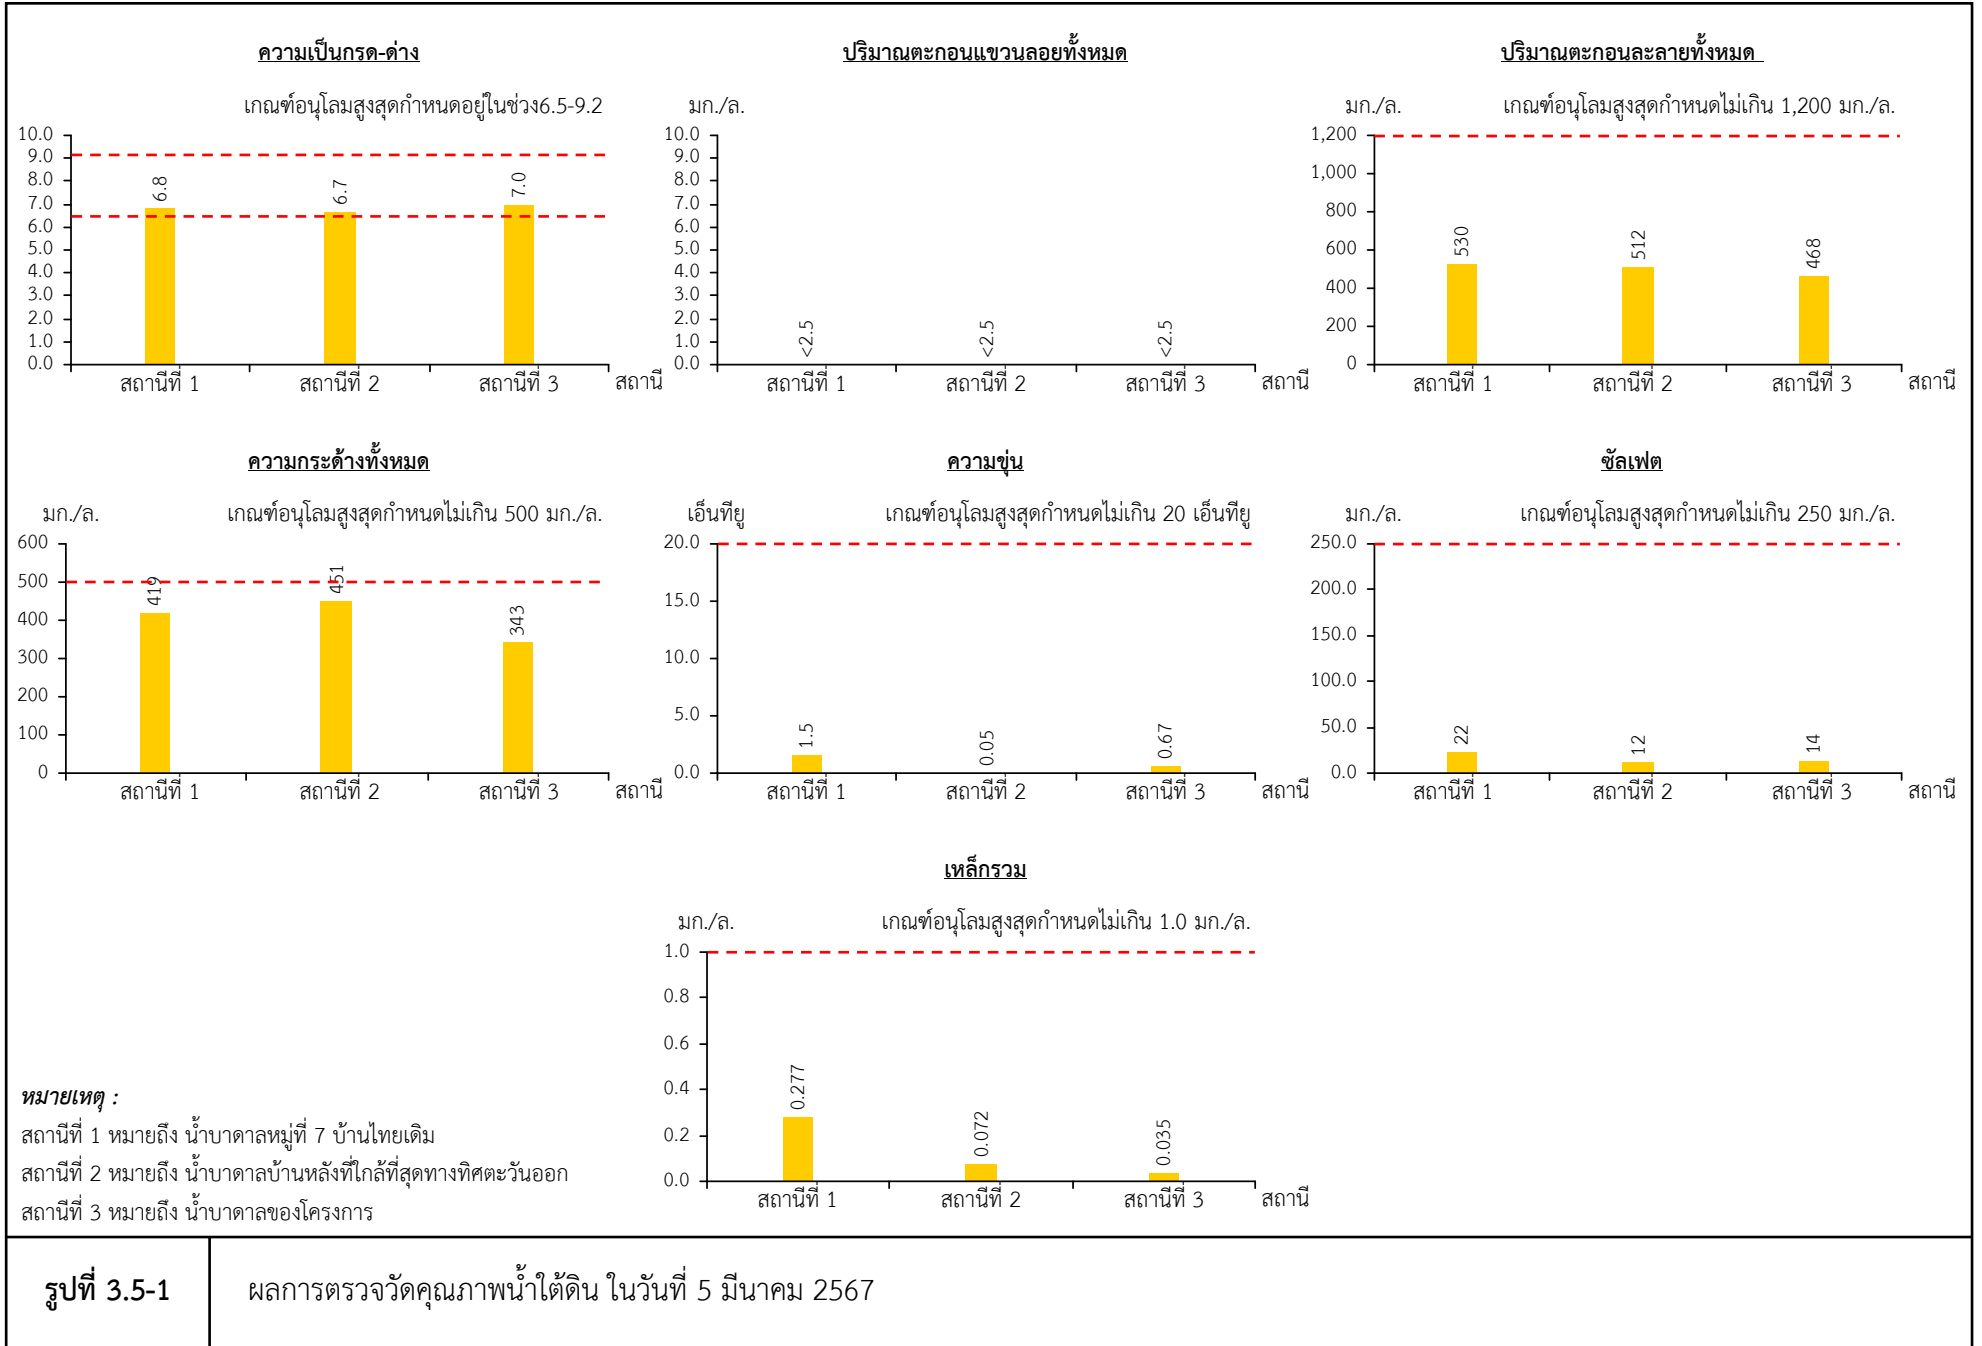 ความเป็นกรด-ด่าง
เกณฑ์อนุโลมสูงสุดกำหนดอยู่ในช่วง6.5-9.2
10.0
9.0
8.0
7.0
6.0
5.0
4.0
3.0
2.0
1.0
0.0
6.8
6.7
7.0
สถานีที่ 1
สถานีที่ 2
สถานีที่ 3
สถานี
ปริมาณตะกอนแขวนลอยทั้งหมด
มก./ล.
10.0
9.0
8.0
7.0
6.0
5.0
4.0
3.0
2.0
1.0
0.0
<2.5
<2.5
<2.5
สถานีที่ 1
สถานีที่ 2
สถานีที่ 3
สถานี
ปริมาณตะกอนละลายทั้งหมด
มก./ล.
เกณฑ์อนุโลมสูงสุดกำหนดไม่เกิน 1,200 มก./ล.
1,200
1,000
800
600
400
200
0
530
512
468
สถานีที่ 1
สถานีที่ 2
สถานีที่ 3
สถานี
ความกระด้างทั้งหมด
มก./ล.
เกณฑ์อนุโลมสูงสุดกำหนดไม่เกิน 500 มก./ล.
600
500
400
300
200
100
0
419
451
343
สถานีที่ 1
สถานีที่ 2
สถานีที่ 3
สถานี
ความขุ่น
เอ็นทียู
เกณฑ์อนุโลมสูงสุดกำหนดไม่เกิน 20 เอ็นทียู
20.0
15.0
10.0
5.0
0.0
1.5
0.05
0.67
สถานีที่ 1
สถานีที่ 2
สถานีที่ 3
สถานี
ซัลเฟต
มก./ล.
เกณฑ์อนุโลมสูงสุดกำหนดไม่เกิน 250 มก./ล.
250.0
200.0
150.0
100.0
50.0
0.0
22
12
14
สถานีที่ 1
สถานีที่ 2
สถานีที่ 3
สถานี
เหล็กรวม
มก./ล.
เกณฑ์อนุโลมสูงสุดกำหนดไม่เกิน 1.0 มก./ล.
1.0
0.8
0.6
0.4
0.2
0.0
0.277
0.072
0.035
สถานีที่ 1
สถานีที่ 2
สถานีที่ 3
สถานี
หมายเหตุ :
สถานีที่ 1 หมายถึง น้ำบาดาลหมู่ที่ 7 บ้านไทยเดิม
สถานีที่ 2 หมายถึง น้ำบาดาลบ้านหลังที่ใกล้ที่สุดทางทิศตะวันออก
สถานีที่ 3 หมายถึง น้ำบาดาลของโครงการ
รูปที่ 3.5-1
ผลการตรวจวัดคุณภาพน้ำใต้ดิน ในวันที่ 5 มีนาคม 2567